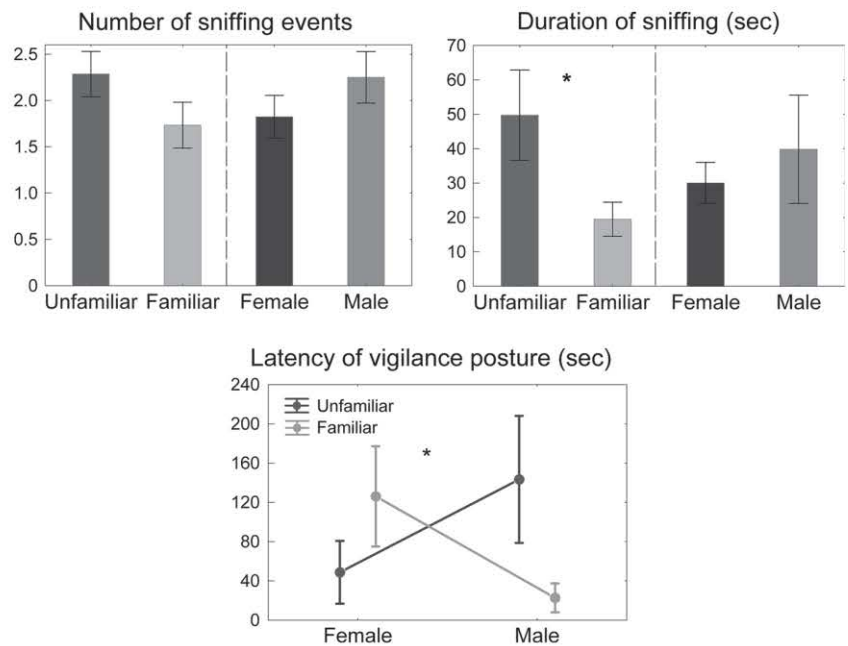 Number of sniffing events
2.5
2.0
1.5
1.0
0.5
0
Unfamiliar Familiar Female Male
Duration of sniffing (sec)
70
60
50
40
30
20
10
0
*
Unfamiliar Familiar Female Male
Latency of vigilance posture (sec)
240
200
160
120
80
40
0
Unfamiliar
Familiar
*
Female Male